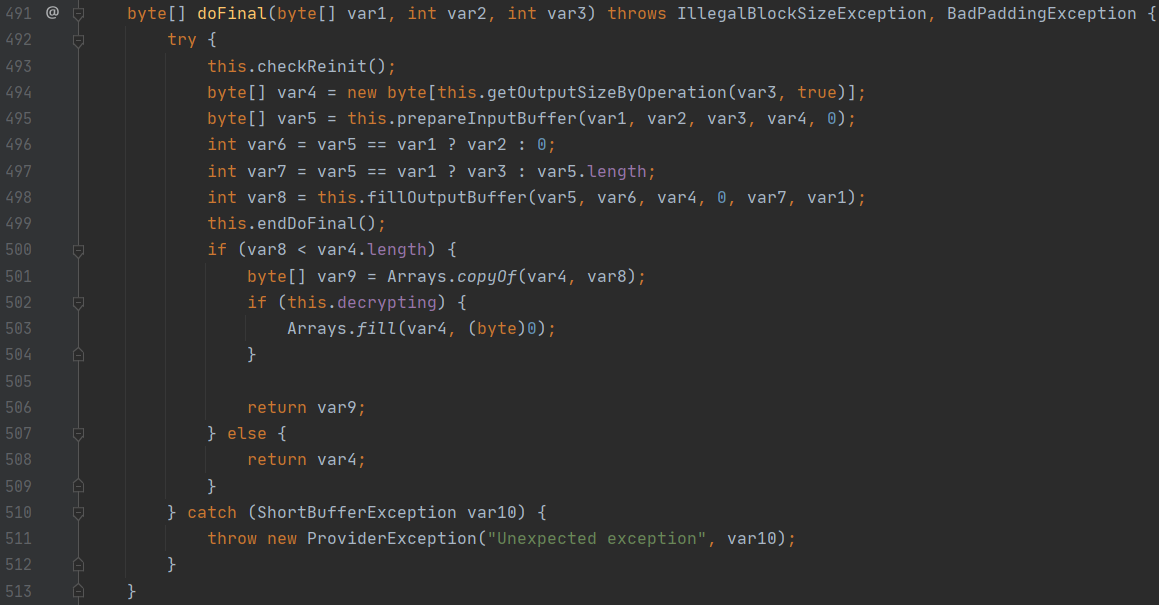 491 @ byte[] doFinal(byte[] var1, int var2, int var3) throws IllegalBlockSizeException, BadPaddingException {
492 try {
493 this.checkReinit();
494 byte[] var4 = new byte[this.getOutputSizeByOperation(var3, true)];
495 byte[] var5 = this.prepareInputBuffer(var1, var2, var3, var4, 0);
496 int var6 = var5 == var1 ? var2 : 0;
497 int var7 = var5 == var1 ? var3 : var5.length;
498 int var8 = this.fillOutputBuffer(var5, var6, var4, 0, var7, var1);
499 this.endDoFinal();
500 if (var8 < var4.length) {
501 byte[] var9 = Arrays.copyOf(var4, var8);
502 if (this.decrypting) {
503 Arrays.fill(var4, (byte)0);
504 }
505
506 return var9;
507 } else {
508 return var4;
509 }
510 } catch (ShortBufferException var10) {
511 throw new ProviderException("Unexpected exception", var10);
512 }
513 }